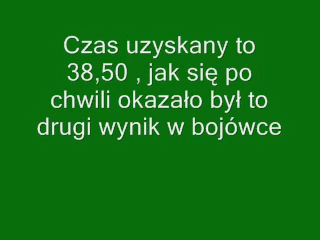 Czas uzyskany to
38,50 , jak się po
chwili okazało był to
drugi wynik w bojówce